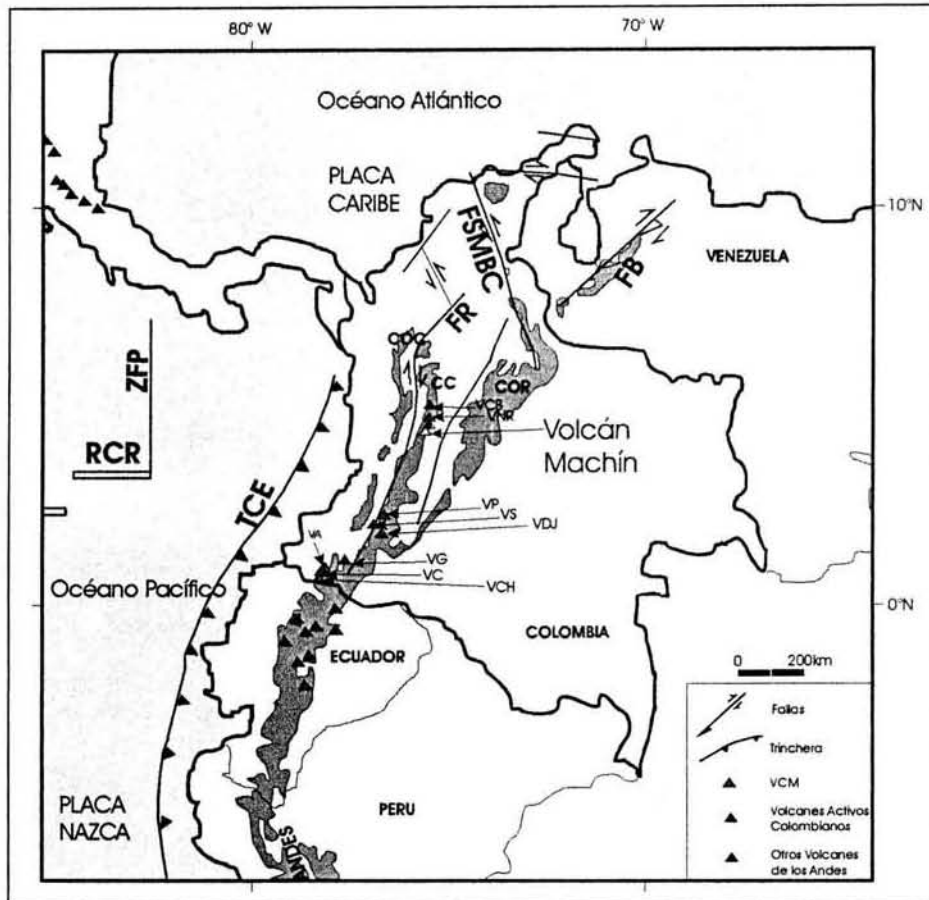 80° W
70° W
Océano Atlántico
PLACA
CARIBE
10°N
FSMBC
VENEZUELA
FB
FR
ZFP
COC
CC
COR
VCB
VNR
Volcán
Machín
RCR
TCE
VP
VS
VDJ
VA
VG
VC
VCH
Océano Pacífico
0°N
COLOMBIA
ECUADOR
0 200km
Fallas
Trinchera
VCM
Volcanes Activos
Colombianos
Otros Volcanes
de los Andes
PLACA
NAZCA
PERU
ANDES